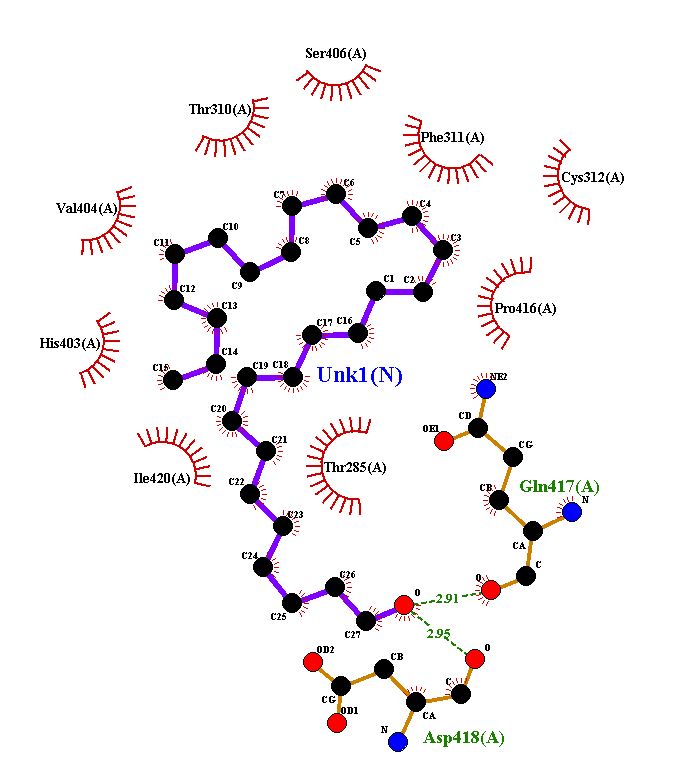 Ser406(A)
Thr310(A)
Phe311(A)
Cys312(A)
C6
C7
Val404(A)
C4
C10
C5
C3
C11
C8
C9
C1
C2
C12
Pro416(A)
C13
C17
C16
His403(A)
C14
C15
C19
C18
Unk1(N)
NE2
C20
CD
OE1
C21
CG
Thr285(A)
Ile420(A)
C22
Gln417(A)
CB
N
C23
CA
C24
C26
O
C
C25
O
2.91
C27
2.95
OD2
CB
O
CG
C
OD1
CA
N
Asp418(A)